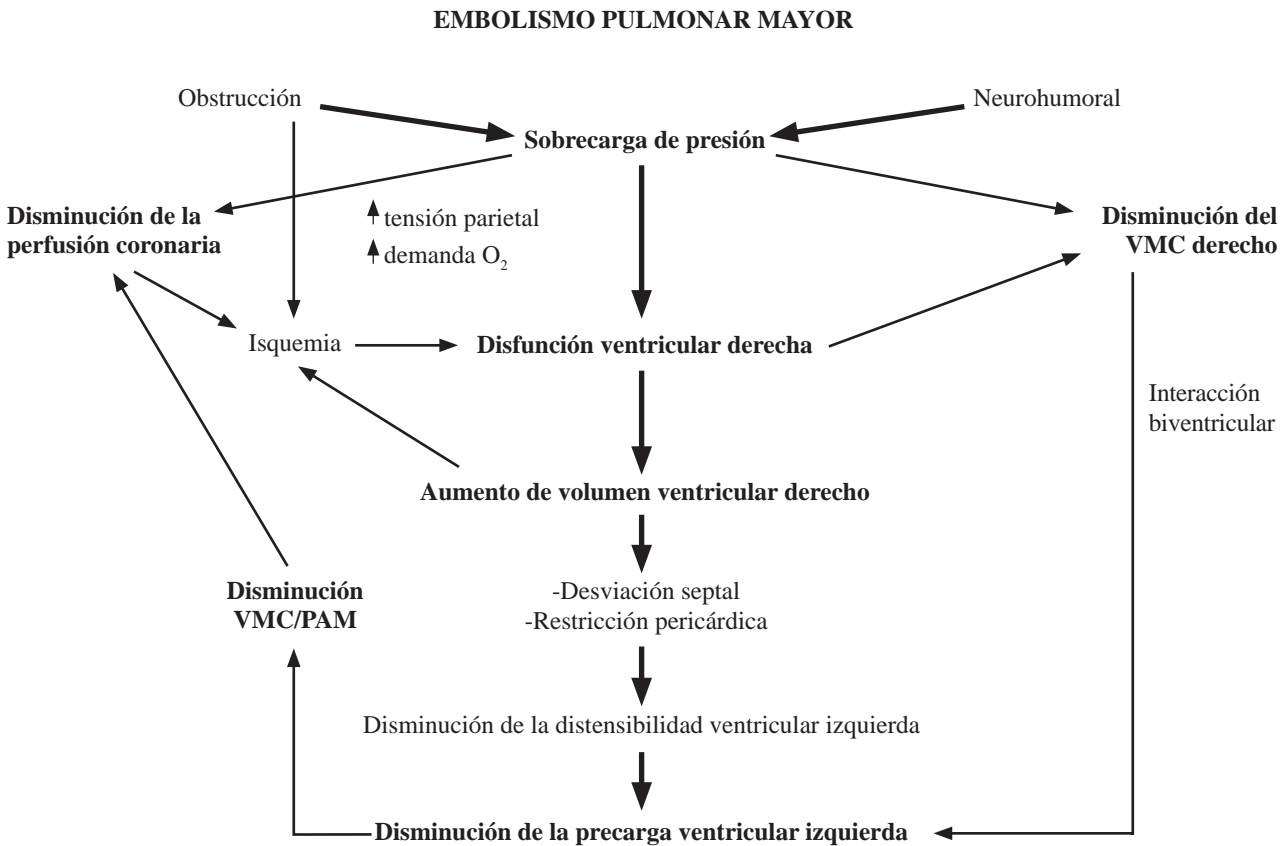 EMBOLISMO PULMONAR MAYOR
Obstrucción
Neurohumoral
Sobrecarga de presión
Disminución de la
perfusión coronaria
tensión parietal
demanda O₂
Disminución del
VMC derecho
Isquemia
Disfunción ventricular derecha
Interacción
biventricular
Aumento de volumen ventricular derecho
Disminución
VMC/PAM
-Desviación septal
-Restricción pericárdica
Disminución de la distensibilidad ventricular izquierda
Disminución de la precarga ventricular izquierda